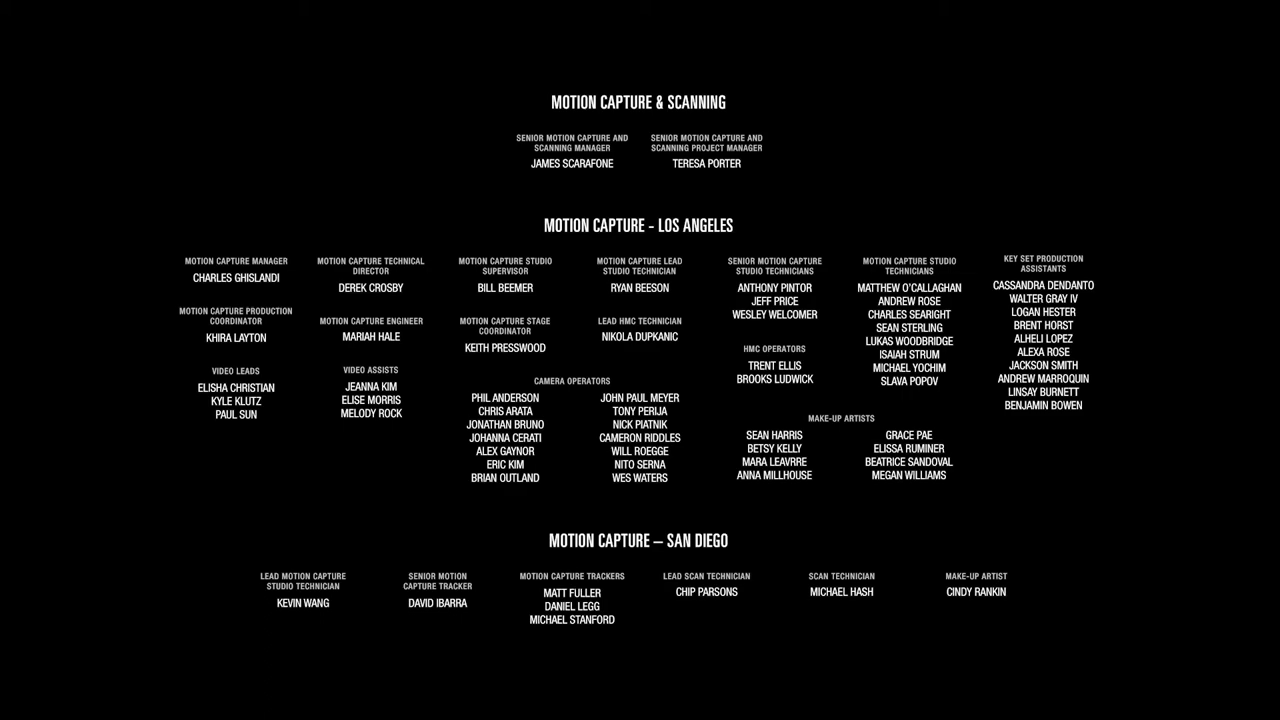 MOTION CAPTURE & SCANNING
SENIOR MOTION CAPTURE AND
SCANNING MANAGER
JAMES SCARAFONE
SENIOR MOTION CAPTURE AND
SCANNING PROJECT MANAGER
TERESA PORTER
MOTION CAPTURE - LOS ANGELES
MOTION CAPTURE MANAGER
CHARLES GHISLANDI
MOTION CAPTURE PRODUCTION
COORDINATOR
KHIRA LAYTON
VIDEO LEADS
ELISHA CHRISTIAN
KYLE KLUTZ
PAUL SUN
MOTION CAPTURE TECHNICAL
DIRECTOR
DEREK CROSBY
MOTION CAPTURE ENGINEER
MARIAH HALE
VIDEO ASSISTS
JEANNA KIM
ELISE MORRIS
MELODY ROCK
MOTION CAPTURE STUDIO
SUPERVISOR
BILL BEEMER
MOTION CAPTURE STAGE
COORDINATOR
KEITH PRESSWOOD
MOTION CAPTURE LEAD
STUDIO TECHNICIAN
RYAN BEESON
LEAD HMC TECHNICIAN
NIKOLA DUPKANIC
CAMERA OPERATORS
PHIL ANDERSON
CHRIS ARATA
JONATHAN BRUNO
JOHANNA CERATI
ALEX GAYNOR
ERIC KIM
BRIAN OUTLAND
JOHN PAUL MEYER
TONY PERIJA
NICK PIATNIK
CAMERON RIDDLES
WILL ROEGGE
NITO SERNA
WES WATERS
SENIOR MOTION CAPTURE
STUDIO TECHNICIANS
ANTHONY PINTOR
JEFF PRICE
WESLEY WELCOMER
HMC OPERATORS
TRENT ELLIS
BROOKS LUDWICK
MOTION CAPTURE STUDIO
TECHNICIANS
MATTHEW O'CALLAGHAN
ANDREW ROSE
CHARLES SEARIGHT
SEAN STERLING
LUKAS WOODBRIDGE
ISAIAH STRUM
MICHAEL YOCHIM
SLAVA POPOV
MAKE-UP ARTISTS
SEAN HARRIS
BETSY KELLY
MARA LEAVRRE
ANNA MILLHOUSE
GRACE PAE
ELISSA RUMINER
BEATRICE SANDOVAL
MEGAN WILLIAMS
KEY SET PRODUCTION
ASSISTANTS
CASSANDRA DENDANTO
WALTER GRAY IV
LOGAN HESTER
BRENT HORST
ALHELI LOPEZ
ALEXA ROSE
JACKSON SMITH
ANDREW MARROQUIN
LINSAY BURNETT
BENJAMIN BOWEN
MOTION CAPTURE – SAN DIEGO
LEAD MOTION CAPTURE
STUDIO TECHNICIAN
KEVIN WANG
SENIOR MOTION
CAPTURE TRACKER
DAVID IBARRA
MOTION CAPTURE TRACKERS
MATT FULLER
DANIEL LEGG
MICHAEL STANFORD
LEAD SCAN TECHNICIAN
CHIP PARSONS
SCAN TECHNICIAN
MICHAEL HASH
MAKE-UP ARTIST
CINDY RANKIN